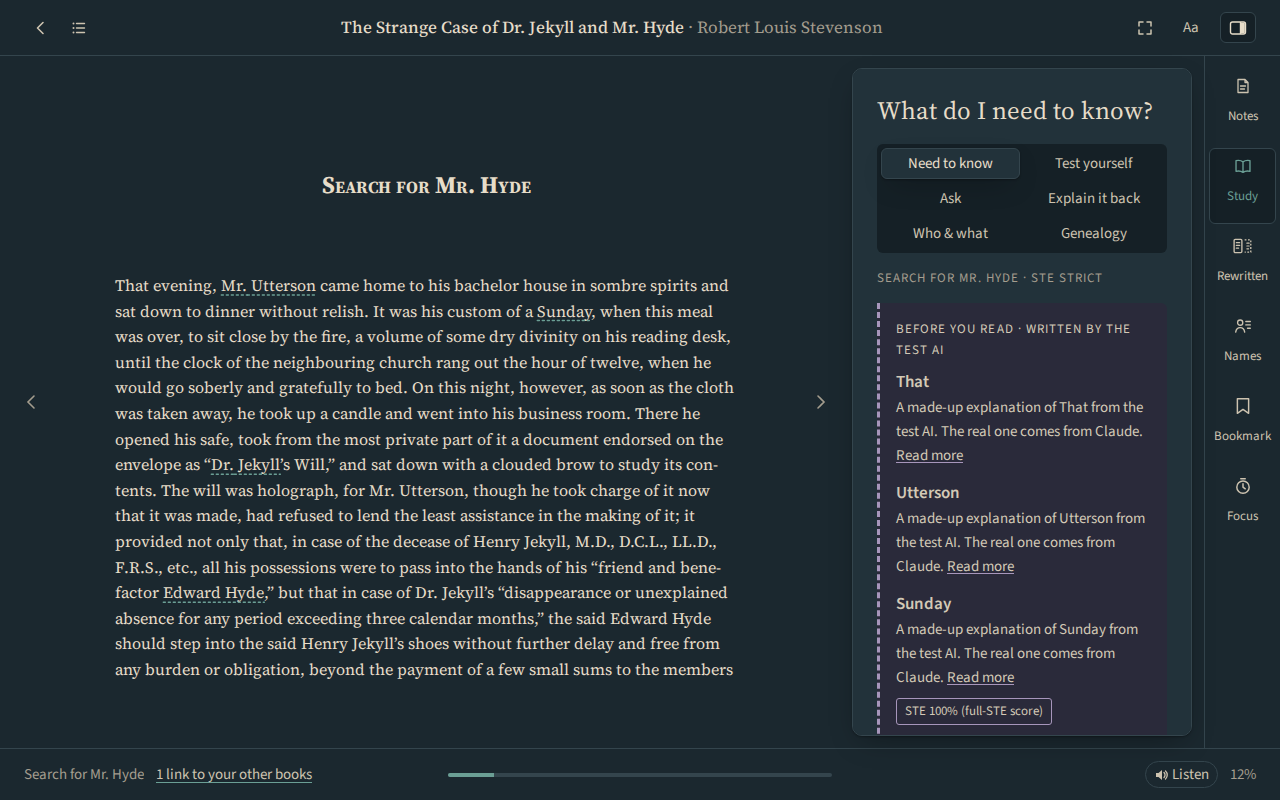 The Strange Case of Dr. Jekyll and Mr. Hyde · Robert Louis Stevenson
Aa
Search for Mr. Hyde
That evening, Mr. Utterson came home to his bachelor house in sombre spirits and
sat down to dinner without relish. It was his custom of a Sunday, when this meal
was over, to sit close by the fire, a volume of some dry divinity on his reading desk,
until the clock of the neighbouring church rang out the hour of twelve, when he
would go soberly and gratefully to bed. On this night, however, as soon as the cloth
was taken away, he took up a candle and went into his business room. There he
opened his safe, took from the most private part of it a document endorsed on the
envelope as “Dr. Jekyll’s Will,” and sat down with a clouded brow to study its con-
tents. The will was holograph, for Mr. Utterson, though he took charge of it now
that it was made, had refused to lend the least assistance in the making of it; it
provided not only that, in case of the decease of Henry Jekyll, M.D., D.C.L., LL.D.,
F.R.S., etc., all his possessions were to pass into the hands of his “friend and bene-
factor Edward Hyde,” but that in case of Dr. Jekyll’s “disappearance or unexplained
absence for any period exceeding three calendar months,” the said Edward Hyde
should step into the said Henry Jekyll’s shoes without further delay and free from
any burden or obligation, beyond the payment of a few small sums to the members
What do I need to know?
Need to know
Test yourself
Ask
Explain it back
Who & what
Genealogy
SEARCH FOR MR. HYDE · STE STRICT
BEFORE YOU READ · WRITTEN BY THE
TEST AI
That
A made-up explanation of That from the
test AI. The real one comes from Claude.
Read more
Utterson
A made-up explanation of Utterson from
the test AI. The real one comes from
Claude. Read more
Sunday
A made-up explanation of Sunday from
the test AI. The real one comes from
Claude. Read more
STE 100% (full-STE score)
Notes
Study
Rewritten
Names
Bookmark
Focus
Search for Mr. Hyde
1 link to your other books
Listen
12%